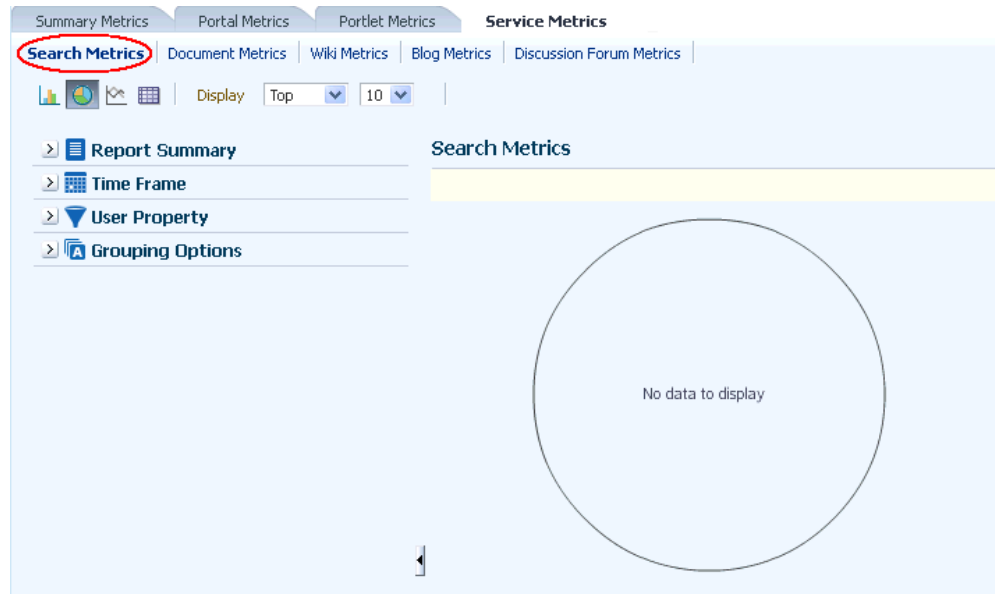 Summary Metrics Portal Metrics Portlet Metrics Service Metrics
Search Metrics Document Metrics Wiki Metrics Blog Metrics Discussion Forum Metrics
Display Top 10
Report Summary
Search Metrics
Time Frame
User Property
A Grouping Options
No data to display